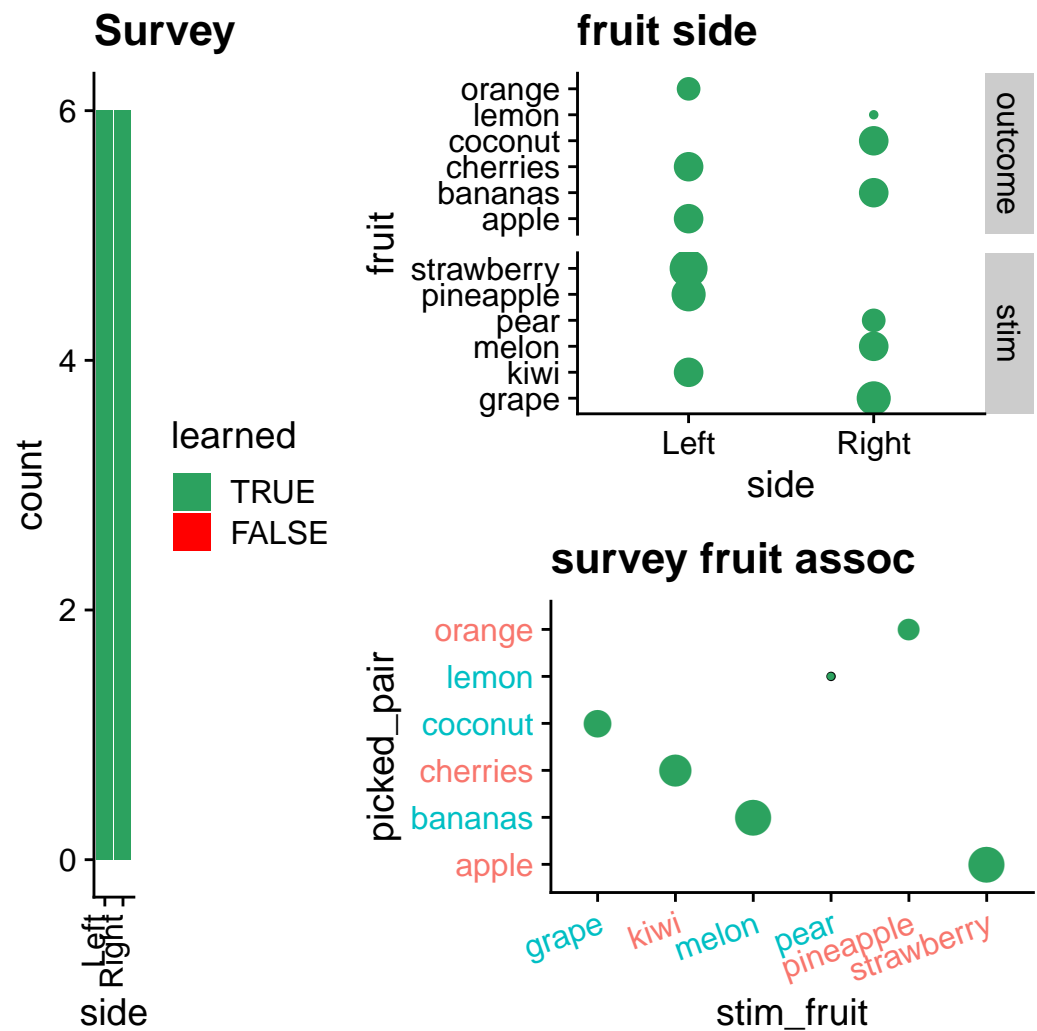 Survey
count
6
4
2
0
Left
Right
side
learned
TRUE
FALSE
fruit side
fruit
orange
lemon
coconut
cherries
bananas
apple
outcome
strawberry
pineapple
pear
melon
kiwi
grape
stim
Left
Right
side
survey fruit assoc
picked_pair
orange
lemon
coconut
cherries
bananas
apple
grape
kiwi
melon
pear
pineapple
strawberry
stim_fruit